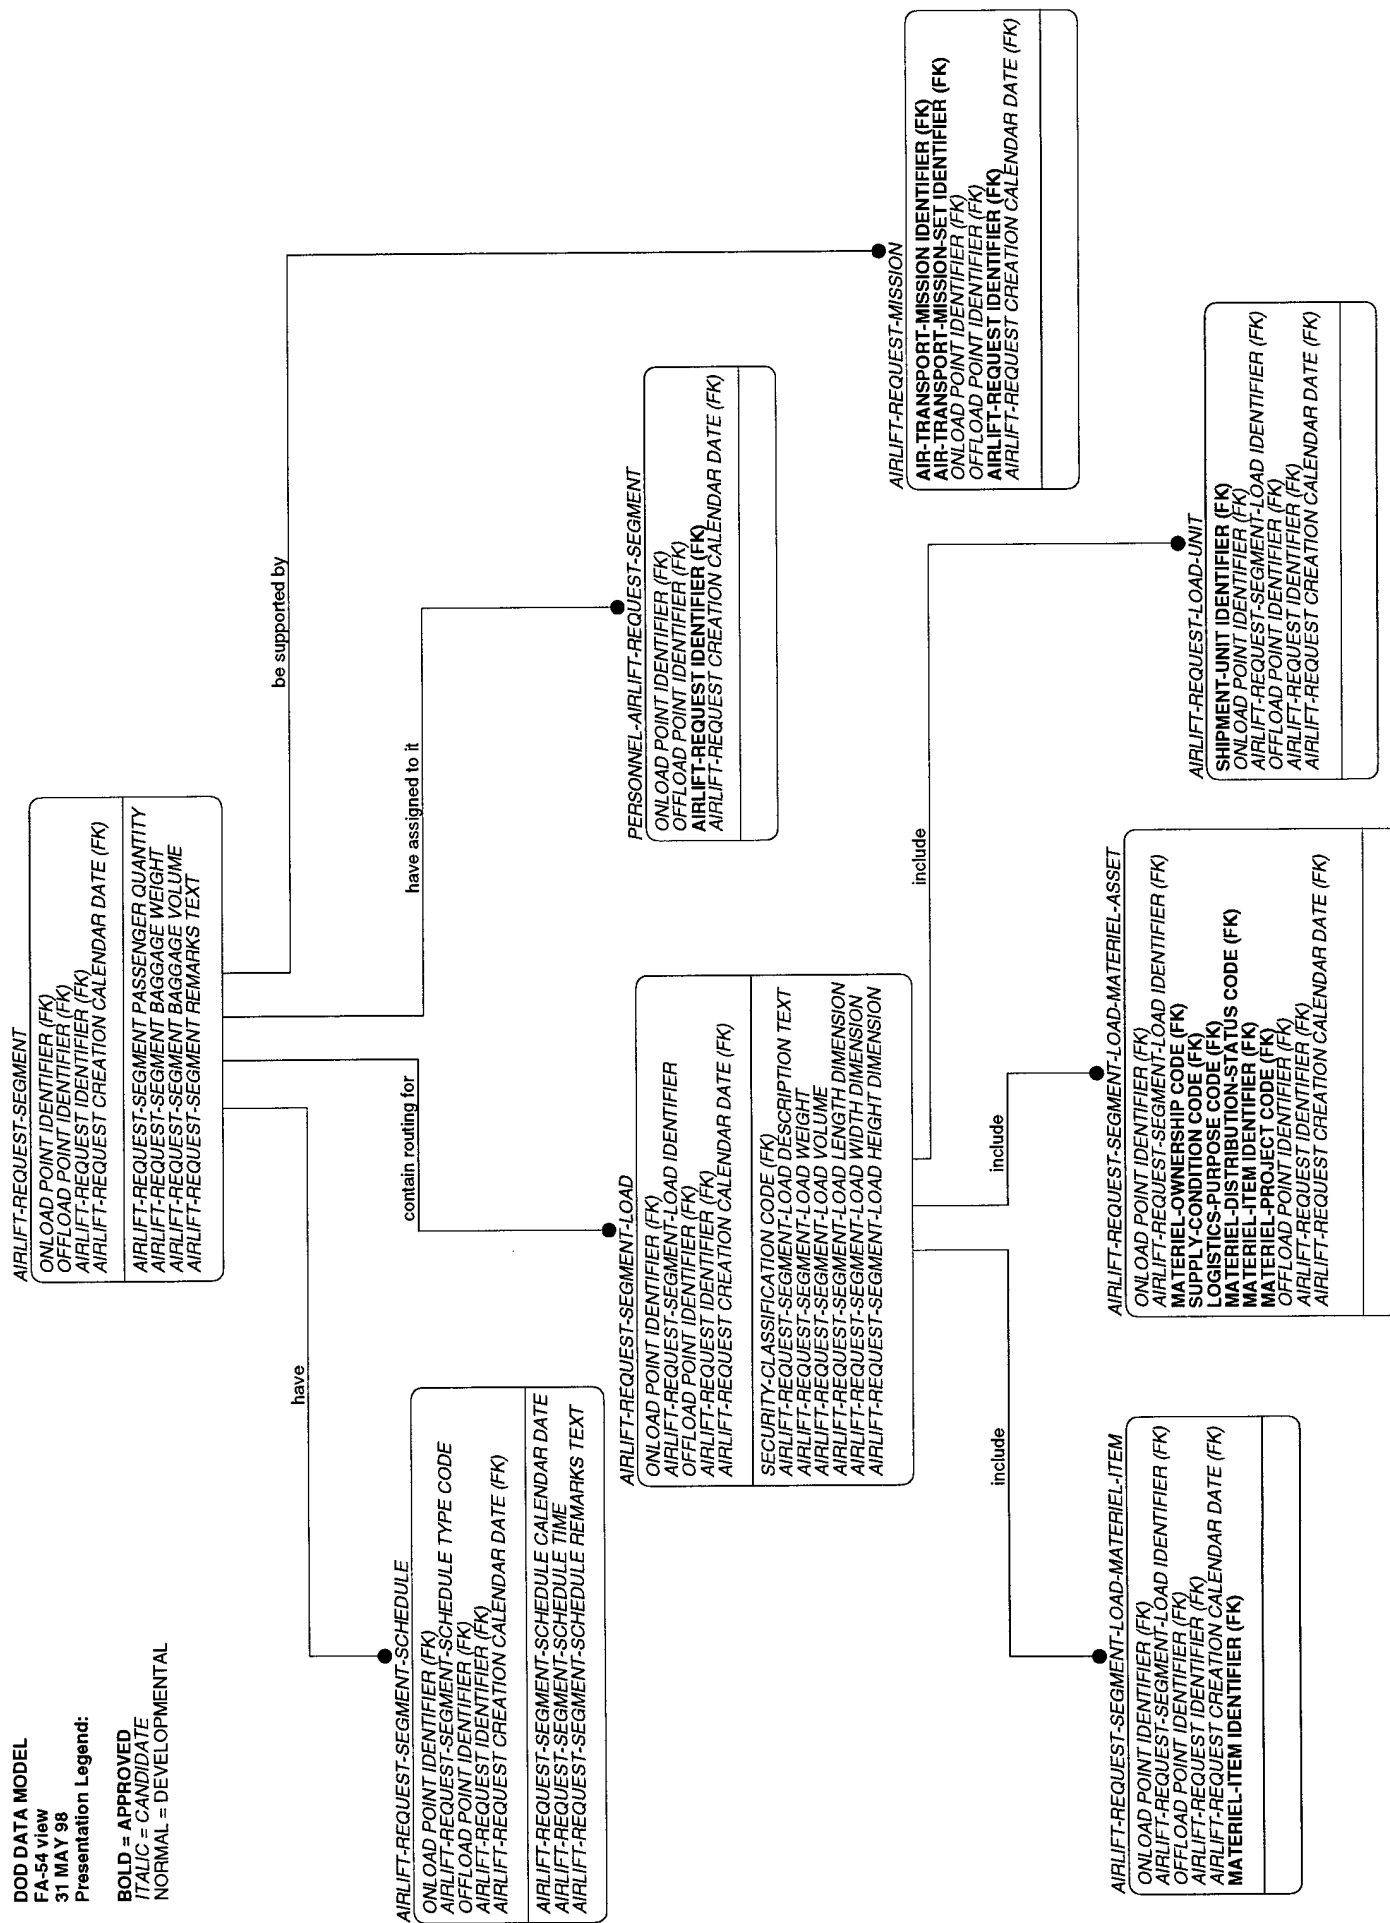 DOD DATA MODEL
FA-54 view
31 MAY 98
Presentation Legend:
BOLD = APPROVED
ITALIC = CANDIDATE
NORMAL = DEVELOPMENTAL
AIRLIFT-REQUEST-SEGMENT
ONLOAD POINT IDENTIFIER (FK)
OFFLOAD POINT IDENTIFIER (FK)
AIRLIFT-REQUEST IDENTIFIER (FK)
AIRLIFT-REQUEST CREATION CALENDAR DATE (FK)
AIRLIFT-REQUEST-SEGMENT PASSENGER QUANTITY
AIRLIFT-REQUEST-SEGMENT BAGGAGE WEIGHT
AIRLIFT-REQUEST-SEGMENT BAGGAGE VOLUME
AIRLIFT-REQUEST-SEGMENT REMARKS TEXT
have
contain routing for
have assigned to it
be supported by
AIRLIFT-REQUEST-SEGMENT-SCHEDULE
ONLOAD POINT IDENTIFIER (FK)
AIRLIFT-REQUEST-SEGMENT-SCHEDULE TYPE CODE
OFFLOAD POINT IDENTIFIER (FK)
AIRLIFT-REQUEST IDENTIFIER (FK)
AIRLIFT-REQUEST CREATION CALENDAR DATE (FK)
AIRLIFT-REQUEST-SEGMENT-SCHEDULE CALENDAR DATE
AIRLIFT-REQUEST-SEGMENT-SCHEDULE TIME
AIRLIFT-REQUEST-SEGMENT-SCHEDULE REMARKS TEXT
AIRLIFT-REQUEST-SEGMENT-LOAD
ONLOAD POINT IDENTIFIER (FK)
AIRLIFT-REQUEST-SEGMENT-LOAD IDENTIFIER
OFFLOAD POINT IDENTIFIER (FK)
AIRLIFT-REQUEST IDENTIFIER (FK)
AIRLIFT-REQUEST CREATION CALENDAR DATE (FK)
SECURITY-CLASSIFICATION CODE (FK)
AIRLIFT-REQUEST-SEGMENT-LOAD DESCRIPTION TEXT
AIRLIFT-REQUEST-SEGMENT-LOAD WEIGHT
AIRLIFT-REQUEST-SEGMENT-LOAD VOLUME
AIRLIFT-REQUEST-SEGMENT-LOAD LENGTH DIMENSION
AIRLIFT-REQUEST-SEGMENT-LOAD WIDTH DIMENSION
AIRLIFT-REQUEST-SEGMENT-LOAD HEIGHT DIMENSION
PERSONNEL-AIRLIFT-REQUEST-SEGMENT
ONLOAD POINT IDENTIFIER (FK)
OFFLOAD POINT IDENTIFIER (FK)
AIRLIFT-REQUEST IDENTIFIER (FK)
AIRLIFT-REQUEST CREATION CALENDAR DATE (FK)
AIRLIFT-REQUEST-MISSION
AIR-TRANSPORT-MISSION IDENTIFIER (FK)
AIR-TRANSPORT-MISSION-SET IDENTIFIER (FK)
ONLOAD POINT IDENTIFIER (FK)
OFFLOAD POINT IDENTIFIER (FK)
AIRLIFT-REQUEST IDENTIFIER (FK)
AIRLIFT-REQUEST CREATION CALENDAR DATE (FK)
include
include
include
AIRLIFT-REQUEST-SEGMENT-LOAD-MATERIEL-ITEM
ONLOAD POINT IDENTIFIER (FK)
AIRLIFT-REQUEST-SEGMENT-LOAD IDENTIFIER (FK)
OFFLOAD POINT IDENTIFIER (FK)
AIRLIFT-REQUEST IDENTIFIER (FK)
AIRLIFT-REQUEST CREATION CALENDAR DATE (FK)
MATERIEL-ITEM IDENTIFIER (FK)
AIRLIFT-REQUEST-SEGMENT-LOAD-MATERIEL-ASSET
ONLOAD POINT IDENTIFIER (FK)
AIRLIFT-REQUEST-SEGMENT-LOAD IDENTIFIER (FK)
MATERIEL-OWNERSHIP CODE (FK)
SUPPLY-CONDITION CODE (FK)
LOGISTICS-PURPOSE CODE (FK)
MATERIEL-DISTRIBUTION-STATUS CODE (FK)
MATERIEL-ITEM IDENTIFIER (FK)
MATERIEL-PROJECT CODE (FK)
OFFLOAD POINT IDENTIFIER (FK)
AIRLIFT-REQUEST IDENTIFIER (FK)
AIRLIFT-REQUEST CREATION CALENDAR DATE (FK)
AIRLIFT-REQUEST-LOAD-UNIT
SHIPMENT-UNIT IDENTIFIER (FK)
ONLOAD POINT IDENTIFIER (FK)
AIRLIFT-REQUEST-SEGMENT-LOAD IDENTIFIER (FK)
OFFLOAD POINT IDENTIFIER (FK)
AIRLIFT-REQUEST IDENTIFIER (FK)
AIRLIFT-REQUEST CREATION CALENDAR DATE (FK)